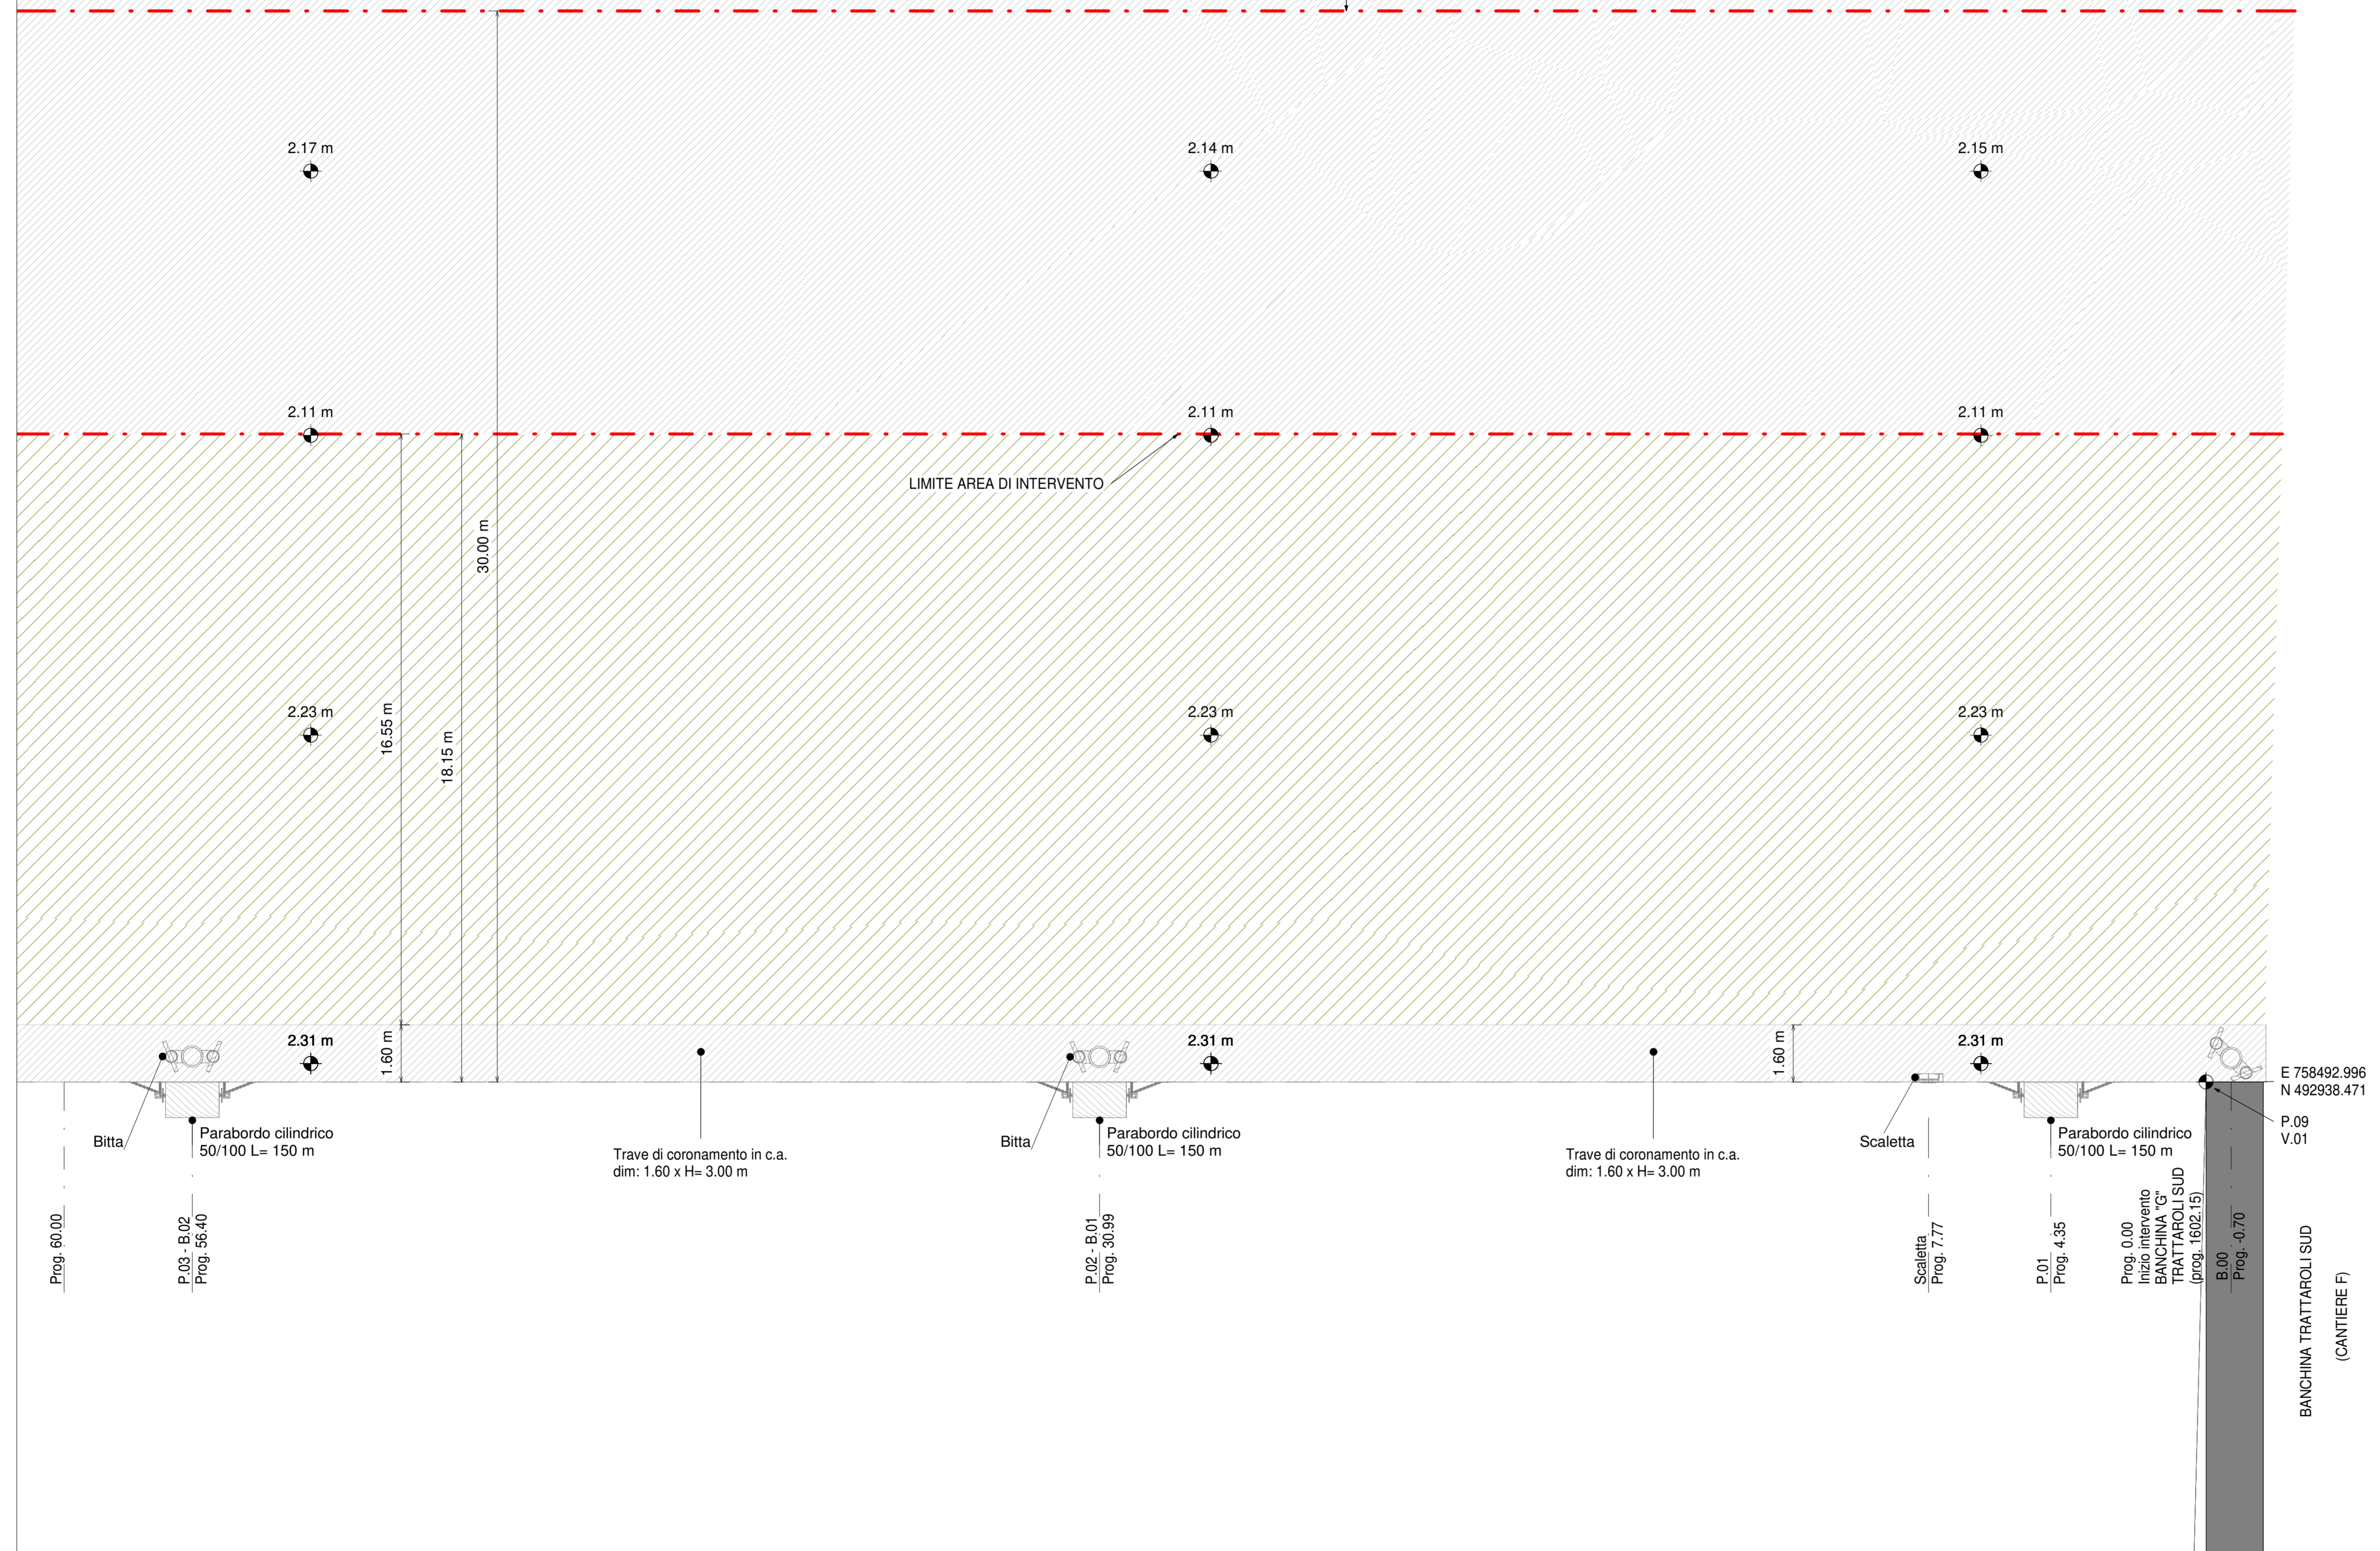 2.17 m
2.14 m
2.15 m
2.11 m
2.11 m
2.11 m
LIMITE AREA DI INTERVENTO
30.00 m
2.23 m
2.23 m
2.23 m
16.55 m
18.15 m
2.31 m
2.31 m
2.31 m
1.60 m
1.60 m
E 758492.996
N 492938.471
P.09
V.01
Bitta
Parabordo cilindrico
50/100 L= 150 m
Trave di coronamento in c.a.
dim: 1.60 x H= 3.00 m
Bitta
Parabordo cilindrico
50/100 L= 150 m
Trave di coronamento in c.a.
dim: 1.60 x H= 3.00 m
Scaletta
Parabordo cilindrico
50/100 L= 150 m
Prog. 60.00
P.03 - B.02
Prog. 56.40
P.02 - B.01
Prog. 30.99
Scaletta
Prog. 7.77
P.01
Prog. 4.35
Prog. 0.00
Inizio intervento
BANCHINA "G"
TRATTAROLI SUD
(prog. 1602.15)
B.00
Prog. -0.70
BANCHINA TRATTAROLI SUD
(CANTIERE F)